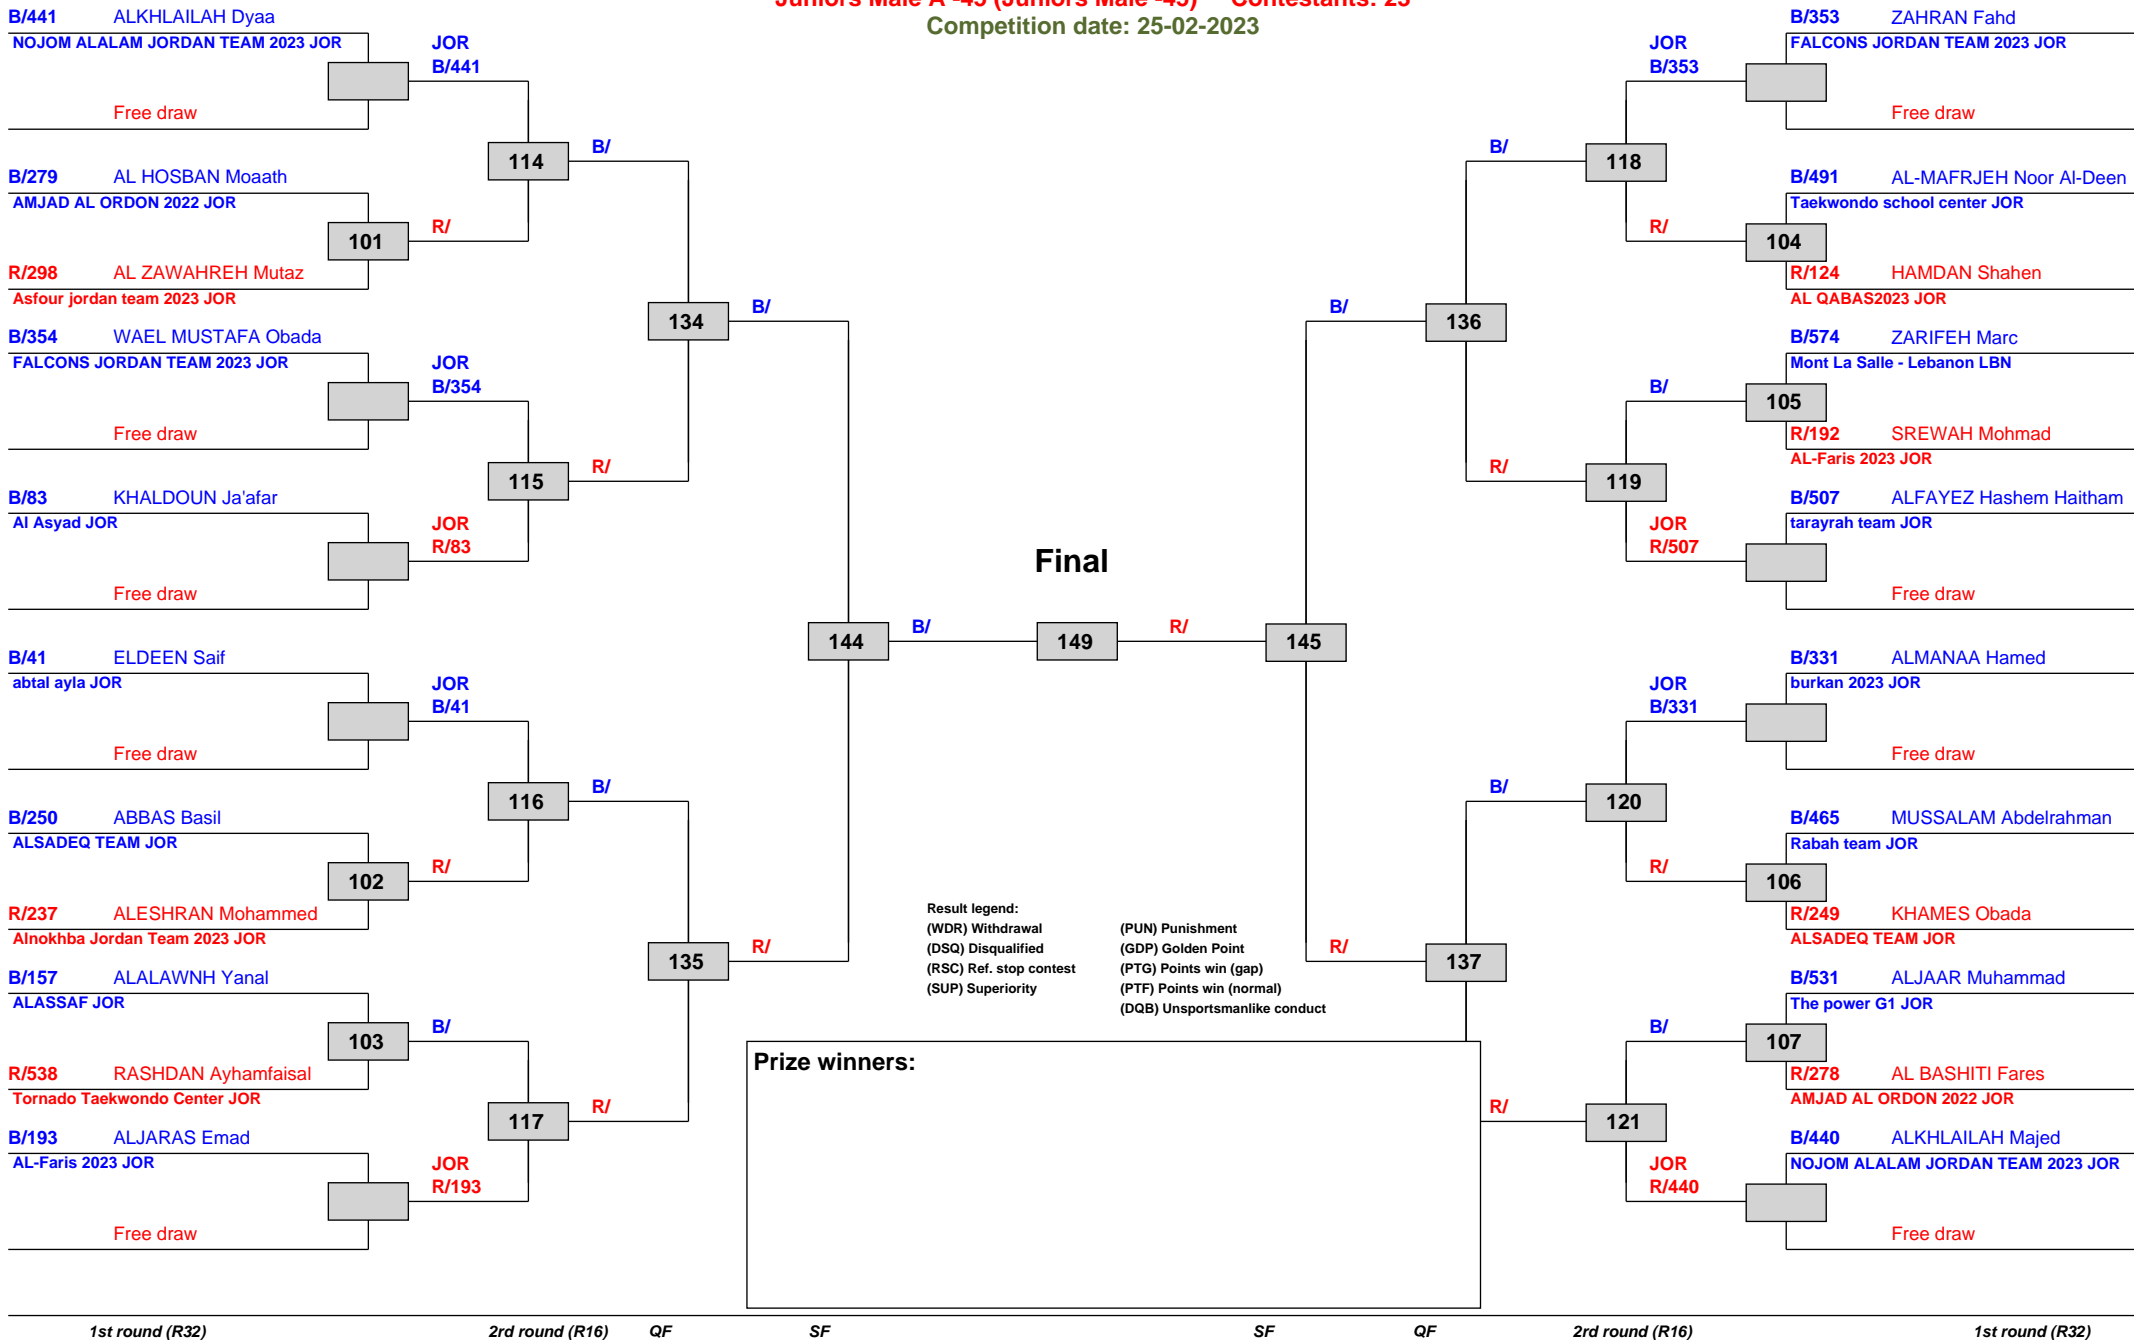 Juniors Male A -45 (Juniors Male -45) Contestants: 23
Competition date: 25-02-2023
B/441 ALKHLAILAH Dyaa
NOJOM ALALAM JORDAN TEAM 2023 JOR
Free draw
B/279 AL HOSBAN Moaath
AMJAD AL ORDON 2022 JOR
101
R/298 AL ZAWAHREH Mutaz
Asfour jordan team 2023 JOR
B/354 WAEL MUSTAFA Obada
FALCONS JORDAN TEAM 2023 JOR
Free draw
B/83 KHALDOUN Ja'afar
Al Asyad JOR
Free draw
B/41 ELDEEN Saif
abtal ayla JOR
Free draw
B/250 ABBAS Basil
ALSADEQ TEAM JOR
102
R/237 ALESHRAN Mohammed
Alnokhba Jordan Team 2023 JOR
B/157 ALALAWNH Yanal
ALASSAF JOR
103
R/538 RASHDAN Ayhamfaisal
Tornado Taekwondo Center JOR
B/193 ALJARAS Emad
AL-Faris 2023 JOR
Free draw
JOR
B/441
114
R/
JOR
B/354
115
JOR
R/83
JOR
B/41
116
R/
B/
117
JOR
R/193
B/
134
R/
B/
135
R/
B/
144
R/
Final
B/
149
R/
B/
145
R/
B/
136
R/
B/
137
R/
JOR
B/353
118
R/
B/
119
JOR
R/507
JOR
B/331
120
R/
B/
121
JOR
R/440
B/353 ZAHRAN Fahd
FALCONS JORDAN TEAM 2023 JOR
Free draw
B/491 AL-MAFRJEH Noor Al-Deen
Taekwondo school center JOR
104
R/124 HAMDAN Shahen
AL QABAS2023 JOR
B/574 ZARIFEH Marc
Mont La Salle - Lebanon LBN
105
R/192 SREWAH Mohmad
AL-Faris 2023 JOR
B/507 ALFAYEZ Hashem Haitham
tarayrah team JOR
Free draw
B/331 ALMANAA Hamed
burkan 2023 JOR
Free draw
B/465 MUSSALAM Abdelrahman
Rabah team JOR
106
R/249 KHAMES Obada
ALSADEQ TEAM JOR
B/531 ALJAAR Muhammad
The power G1 JOR
107
R/278 AL BASHITI Fares
AMJAD AL ORDON 2022 JOR
B/440 ALKHLAILAH Majed
NOJOM ALALAM JORDAN TEAM 2023 JOR
Free draw
Result legend:
(WDR) Withdrawal (PUN) Punishment
(DSQ) Disqualified (GDP) Golden Point
(RSC) Ref. stop contest (PTG) Points win (gap)
(SUP) Superiority (PTF) Points win (normal)
(DQB) Unsportsmanlike conduct
Prize winners:
1st round (R32) 2rd round (R16) QF SF SF QF 2rd round (R16) 1st round (R32)